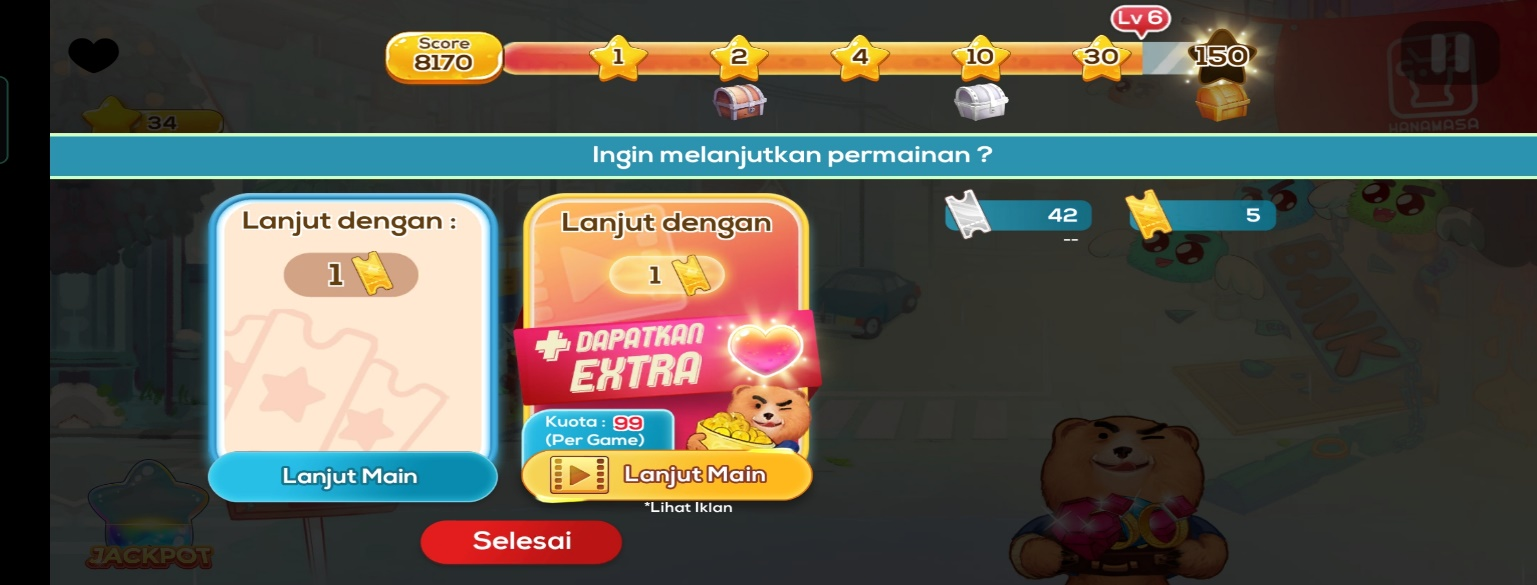 Lv 6
Score
8170
1
2
4
10
30
150
34
HANAMASA
Ingin melanjutkan permainan ?
Lanjut dengan :
1
Lanjut dengan
1
42
5
--
BANK
+ DAPATKAN
EXTRA
Kuota : 99
(Per Game)
Lanjut Main
Lanjut Main
*Lihat Iklan
Selesai
JACKPOT